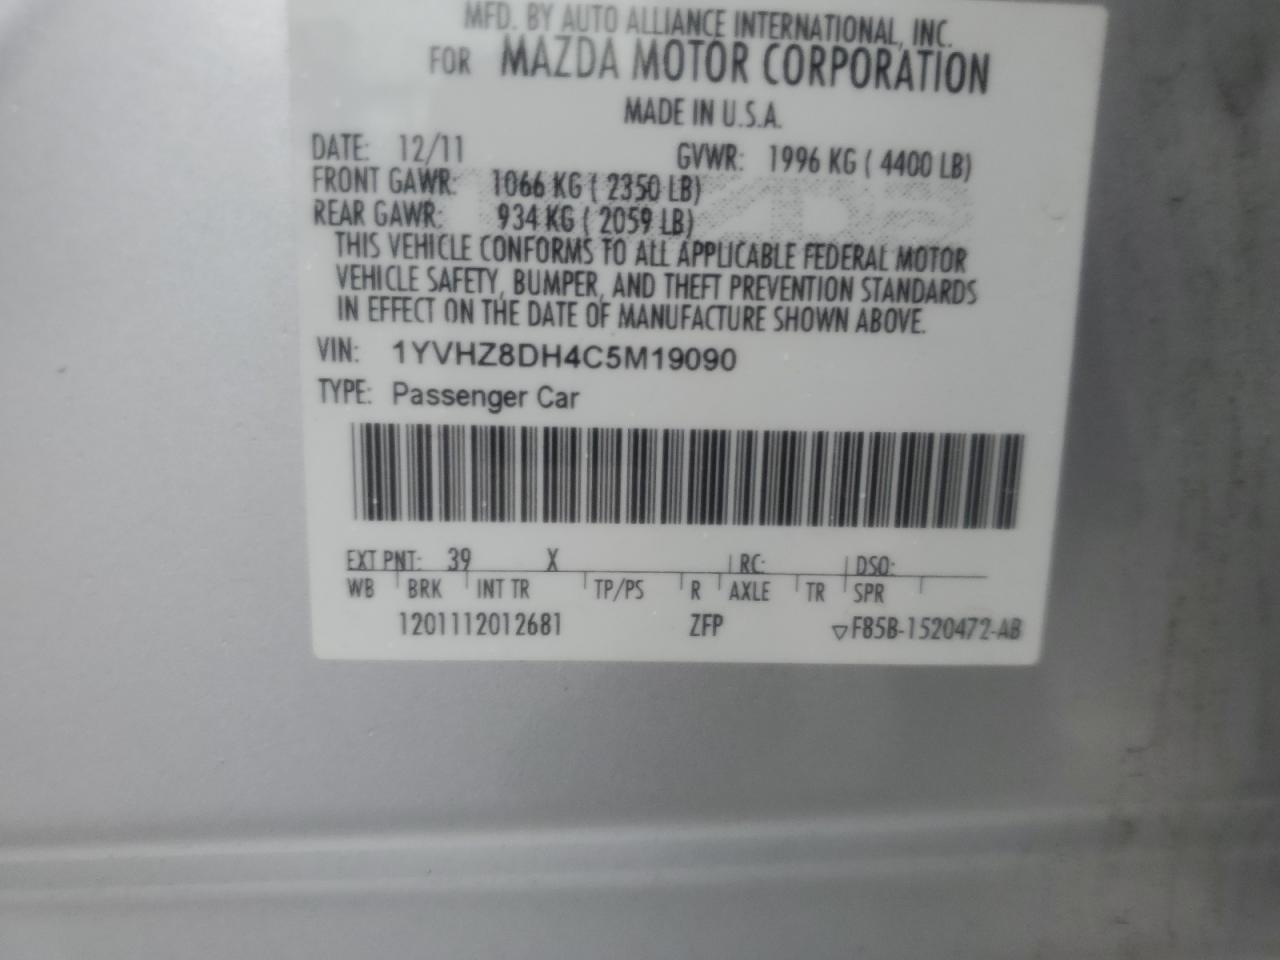 MFD. BY AUTO ALLIANCE INTERNATIONAL, INC.
FOR MAZDA MOTOR CORPORATION
MADE IN U.S.A.
DATE: 12/11 GVWR: 1996 KG ( 4400 LB)
FRONT GAWR: 1066 KG ( 2350 LB)
REAR GAWR: 934 KG ( 2059 LB)
THIS VEHICLE CONFORMS TO ALL APPLICABLE FEDERAL MOTOR
VEHICLE SAFETY, BUMPER, AND THEFT PREVENTION STANDARDS
IN EFFECT ON THE DATE OF MANUFACTURE SHOWN ABOVE.
VIN: 1YVHZ8DH4C5M19090
TYPE: Passenger Car
EXT PNT: 39 X RC: DSO:
WB BRK INT TR TP/PS R AXLE TR SPR
1201112012681 ZFP ▽F85B-1520472-AB